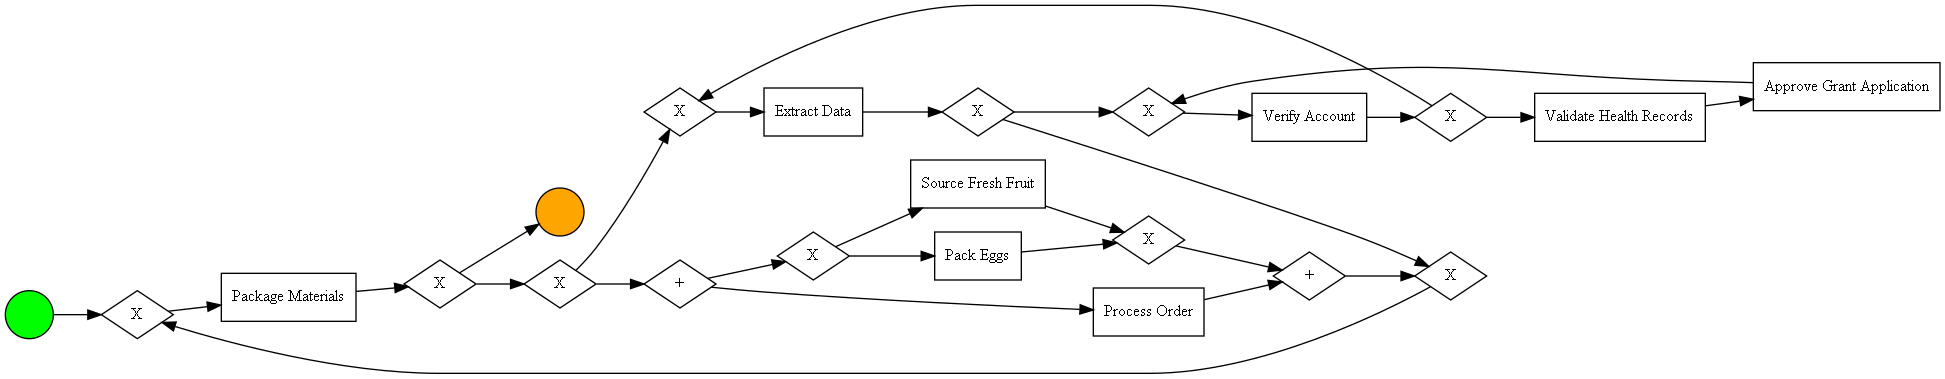 Approve Grant Application
X
Extract Data
X
X
Verify Account
X
Validate Health Records
Source Fresh Fruit
X
Pack Eggs
X
X
Package Materials
X
X
+
+
X
Process Order